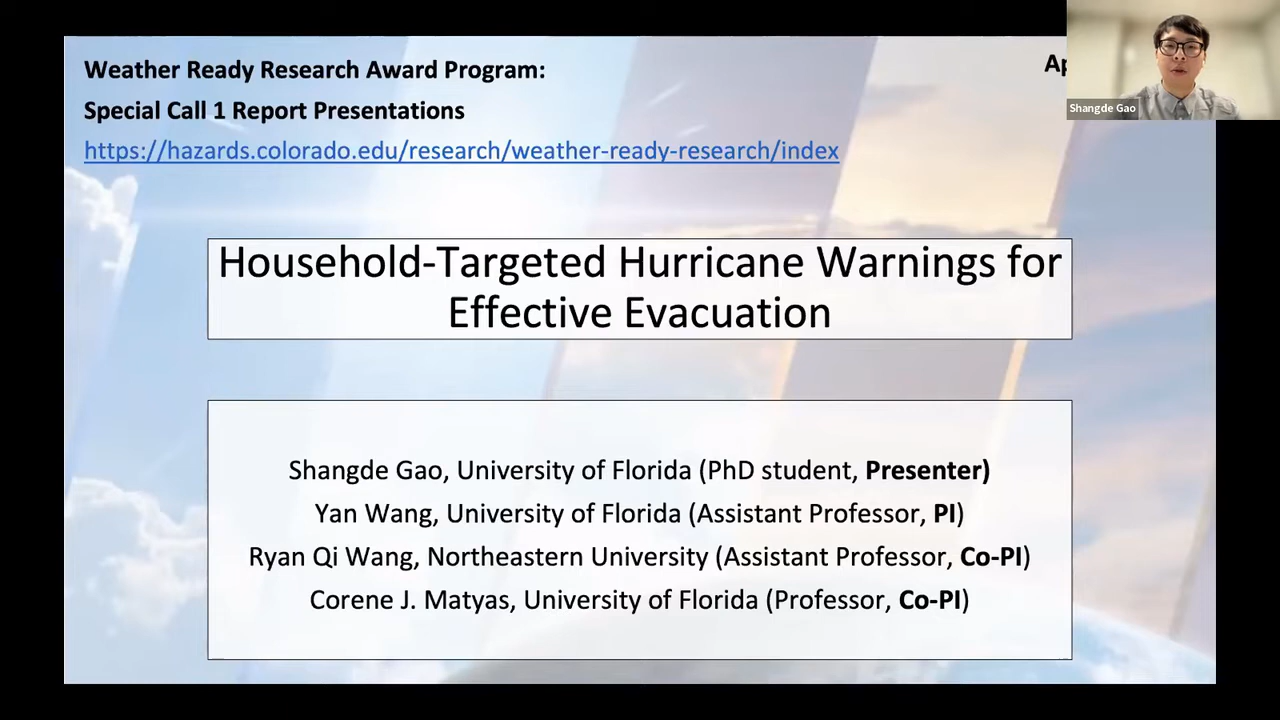 Weather Ready Research Award Program:
Special Call 1 Report Presentations
https://hazards.colorado.edu/research/weather-ready-research/index
Shangde Gao
Household-Targeted Hurricane Warnings for
Effective Evacuation
Shangde Gao, University of Florida (PhD student, Presenter)
Yan Wang, University of Florida (Assistant Professor, PI)
Ryan Qi Wang, Northeastern University (Assistant Professor, Co-PI)
Corene J. Matyas, University of Florida (Professor, Co-PI)